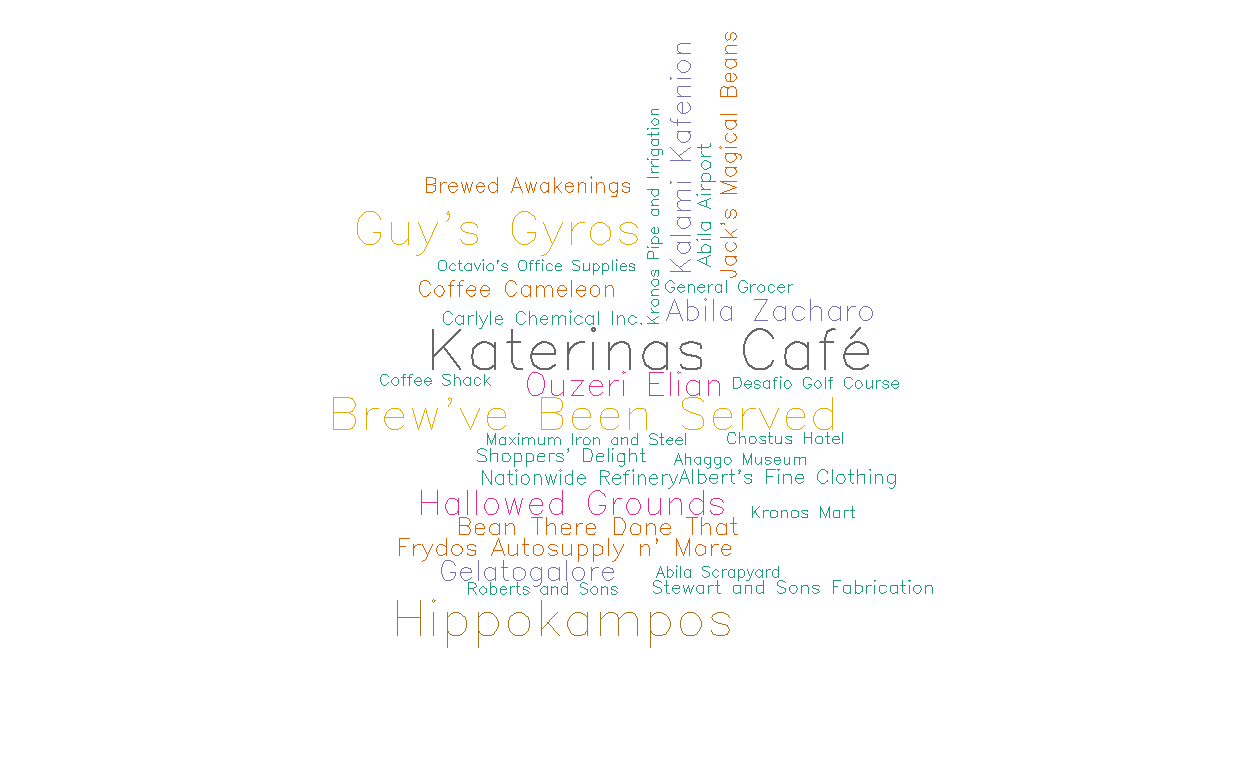 Jack's Magical Beans
Kalami Kafenion
Kronos Pipe and Irrigation
Abila Airport
Brewed Awakenings
Guy's Gyros
Octavio's Office Supplies
General Grocer
Coffee Cameleon
Abila Zacharo
Carlyle Chemical Inc.
Katerinas Café
Coffee Shack
Ouzeri Elian
Desafio Golf Course
Brew've Been Served
Maximum Iron and Steel
Chostus Hotel
Shoppers' Delight
Ahaggo Museum
Nationwide Refinery
Albert's Fine Clothing
Hallowed Grounds
Kronos Mart
Bean There Done That
Frydos Autosupply n' More
Gelatogalore
Abila Scrapyard
Roberts and Sons
Stewart and Sons Fabrication
Hippokampos